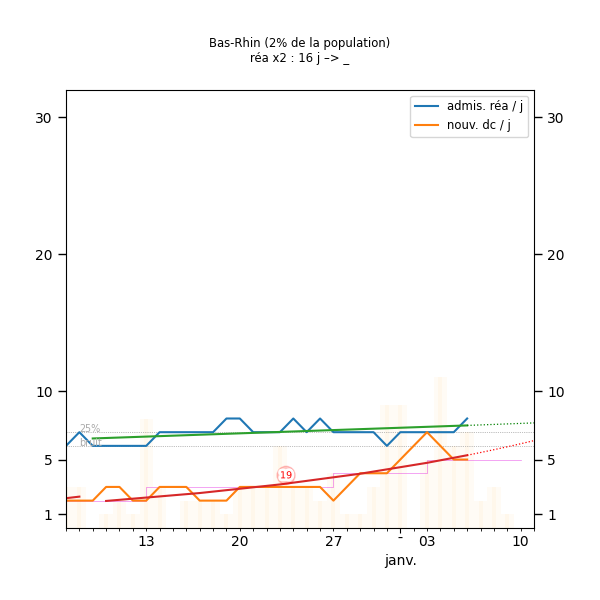 Bas-Rhin (2% de la population)
réa x2 : 16 j –> _
admis. réa / j
nouv. dc / j
30 30
20 20
10 10
25%
bruit
5 5
19
1 1
13 20 27 - 03 10
janv.